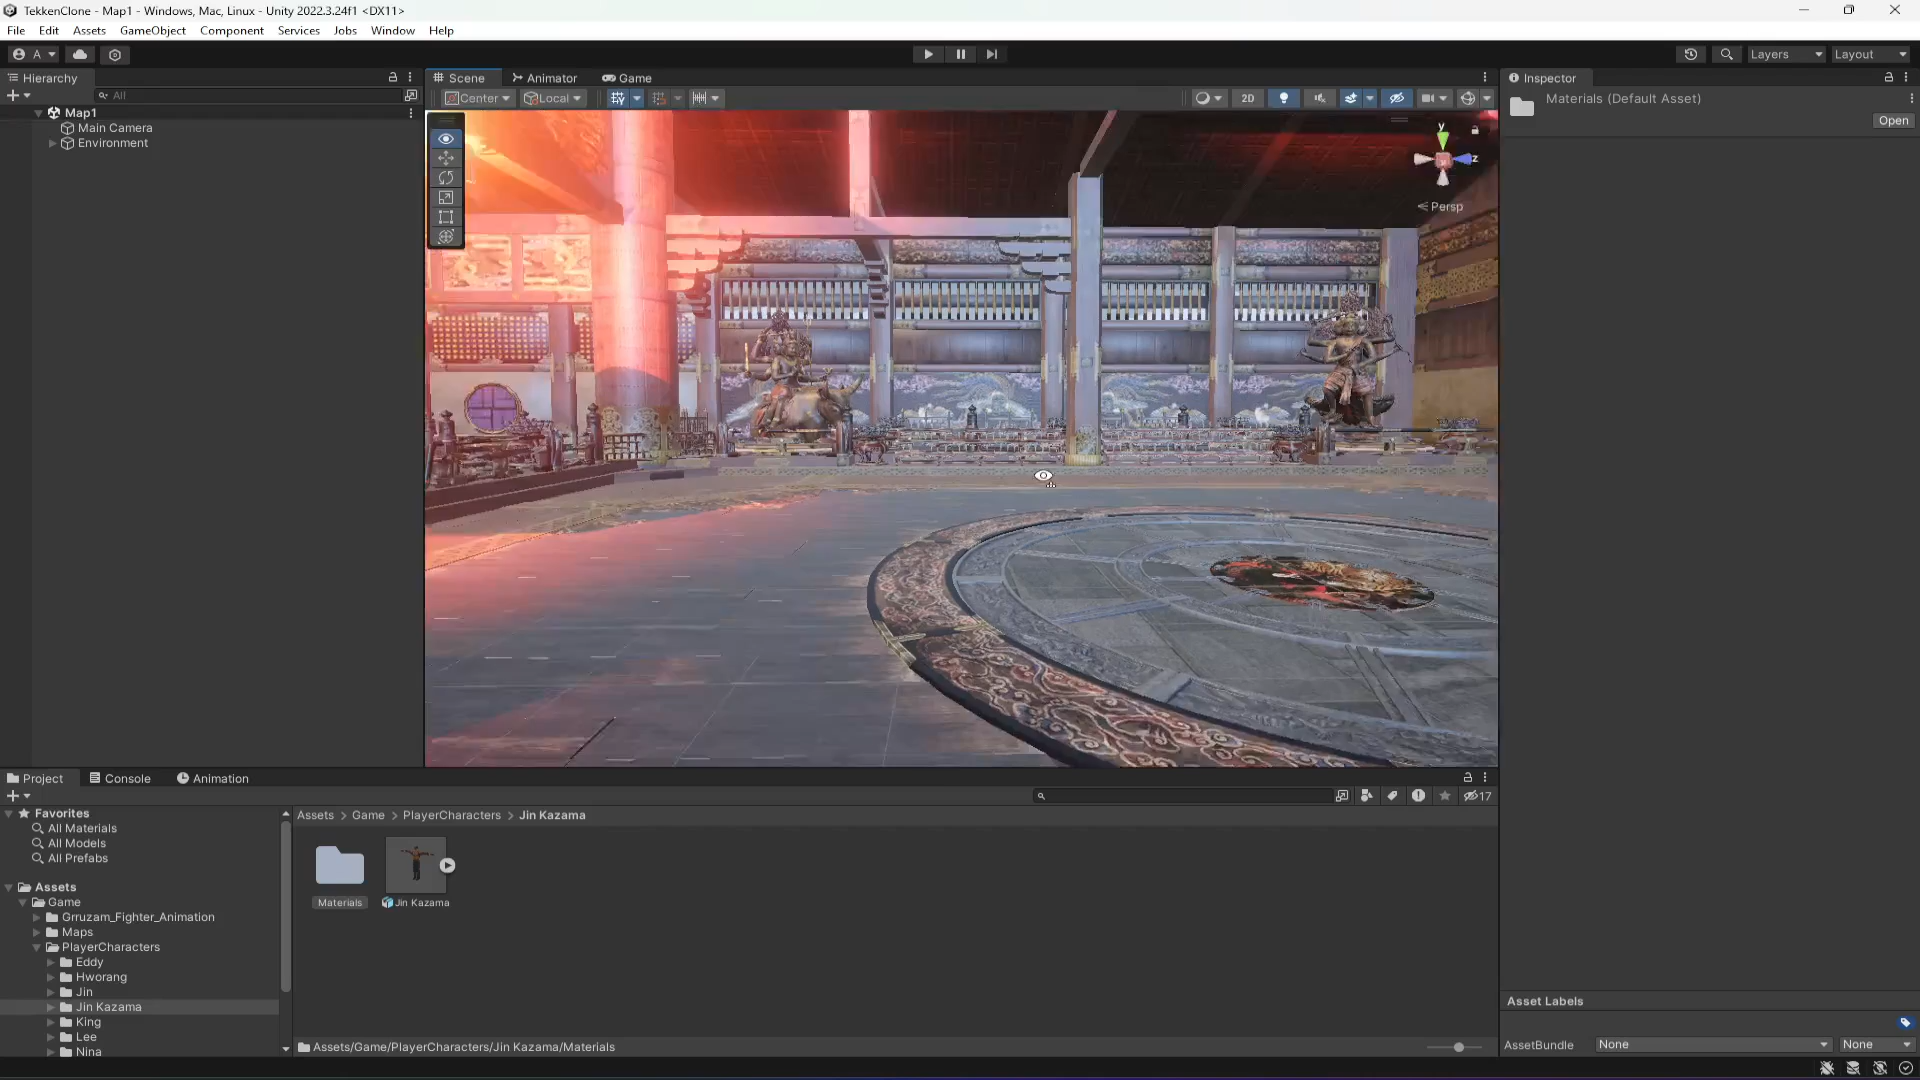 TekkenClone - Map1 - Windows, Mac, Linux - Unity 2022.3.24f1 <DX11>
File Edit Assets GameObject Component Services Jobs Window Help
A Layers Layout
Hierarchy
All
Map1
Main Camera
Environment
Scene Animator Game
Center Local 2D
y
z
Persp
Inspector
Materials (Default Asset)
Open
Project Console Animation
17
Favorites
All Materials
All Models
All Prefabs
Assets
Game
Grruzam_Fighter_Animation
Maps
PlayerCharacters
Eddy
Hworang
Jin
Jin Kazama
King
Lee
Nina
Assets > Game > PlayerCharacters > Jin Kazama
Materials Jin Kazama
Assets/Game/PlayerCharacters/Jin Kazama/Materials
Asset Labels
AssetBundle None None